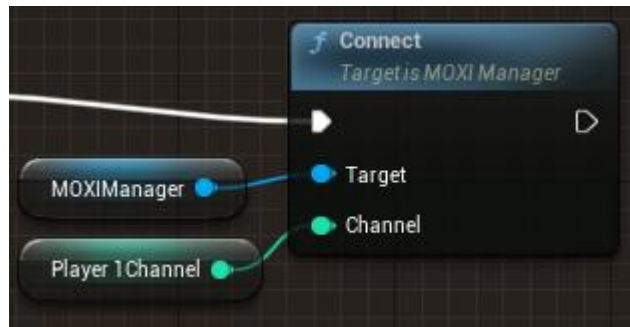 f Connect
Target is MOXI Manager
MOXIManager
Target
Channel
Player 1Channel